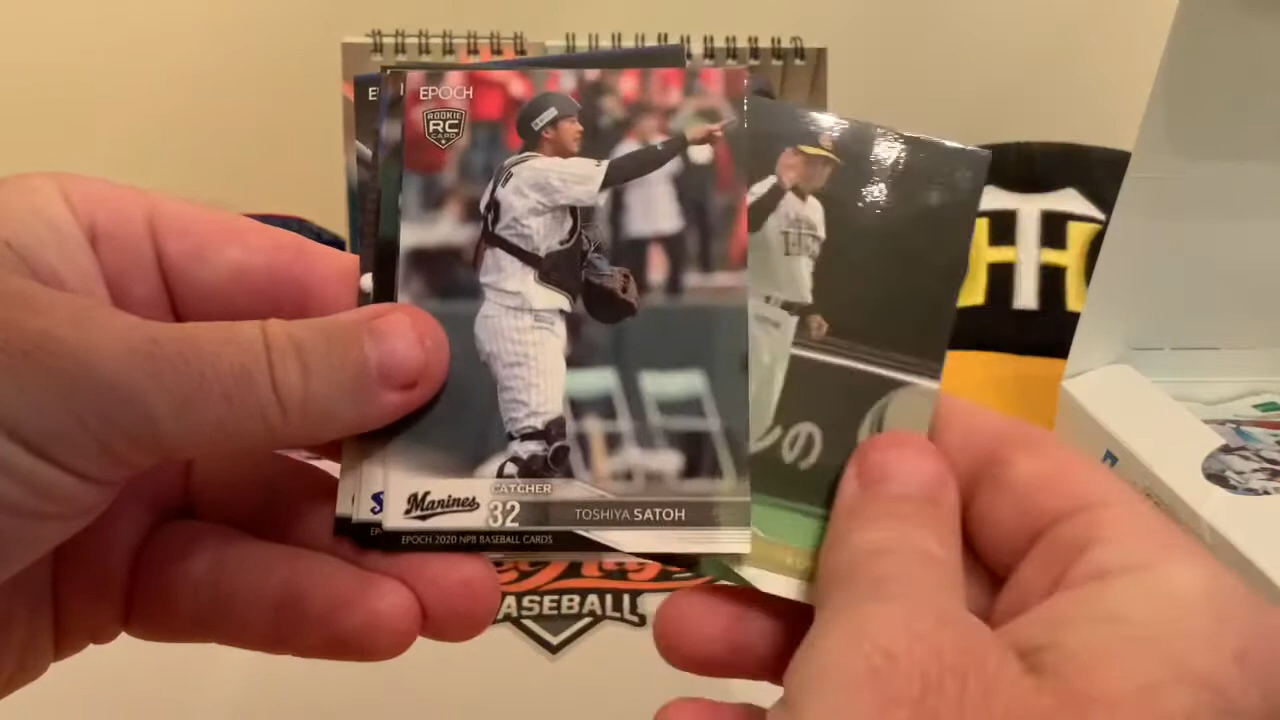 EPOCH
ROOKIE
RC
CARD
Marines
CATCHER
32
TOSHIYA SATOH
EPOCH 2020 NPB BASEBALL CARDS
の
BASEBALL